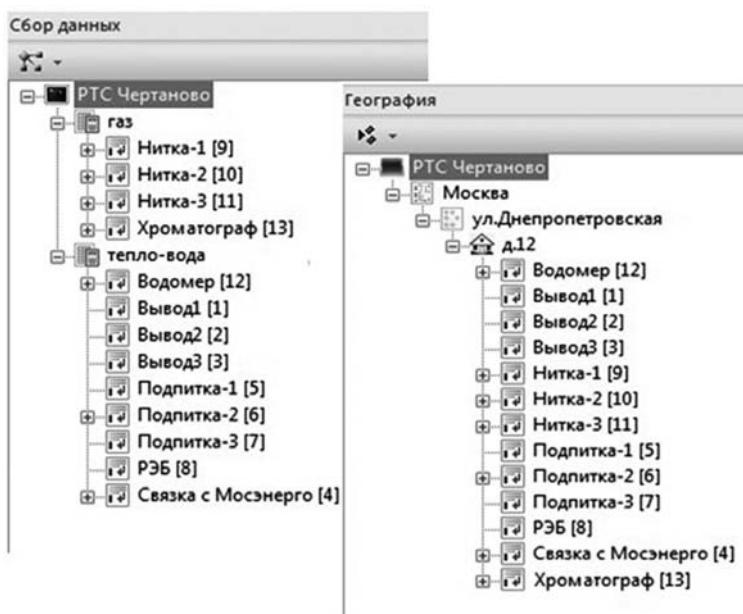 Сбор данных
РТС Чертаново
газ
Нитка-1 [9]
Нитка-2 [10]
Нитка-3 [11]
Хроматограф [13]
тепло-вода
Водомер [12]
Вывод1 [1]
Вывод2 [2]
Вывод3 [3]
Подпитка-1 [5]
Подпитка-2 [6]
Подпитка-3 [7]
РЭБ [8]
Связка с Мосэнерго [4]
География
РТС Чертаново
Москва
ул.Днепропетровская
д.12
Водомер [12]
Вывод1 [1]
Вывод2 [2]
Вывод3 [3]
Нитка-1 [9]
Нитка-2 [10]
Нитка-3 [11]
Подпитка-1 [5]
Подпитка-2 [6]
Подпитка-3 [7]
РЭБ [8]
Связка с Мосэнерго [4]
Хроматограф [13]